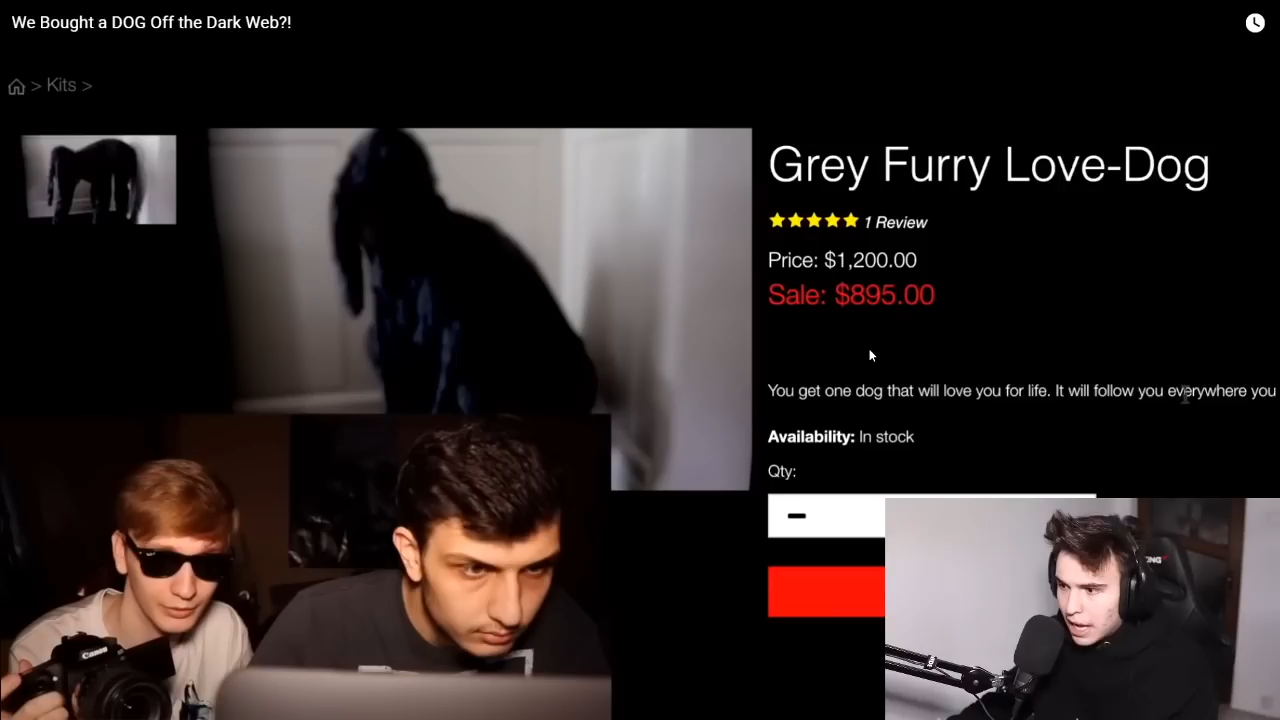 We Bought a DOG Off the Dark Web?!
> Kits >
Grey Furry Love-Dog
1 Review
Price: $1,200.00
Sale: $895.00
You get one dog that will love you for life. It will follow you everywhere you
Availability: In stock
Qty:
Canon